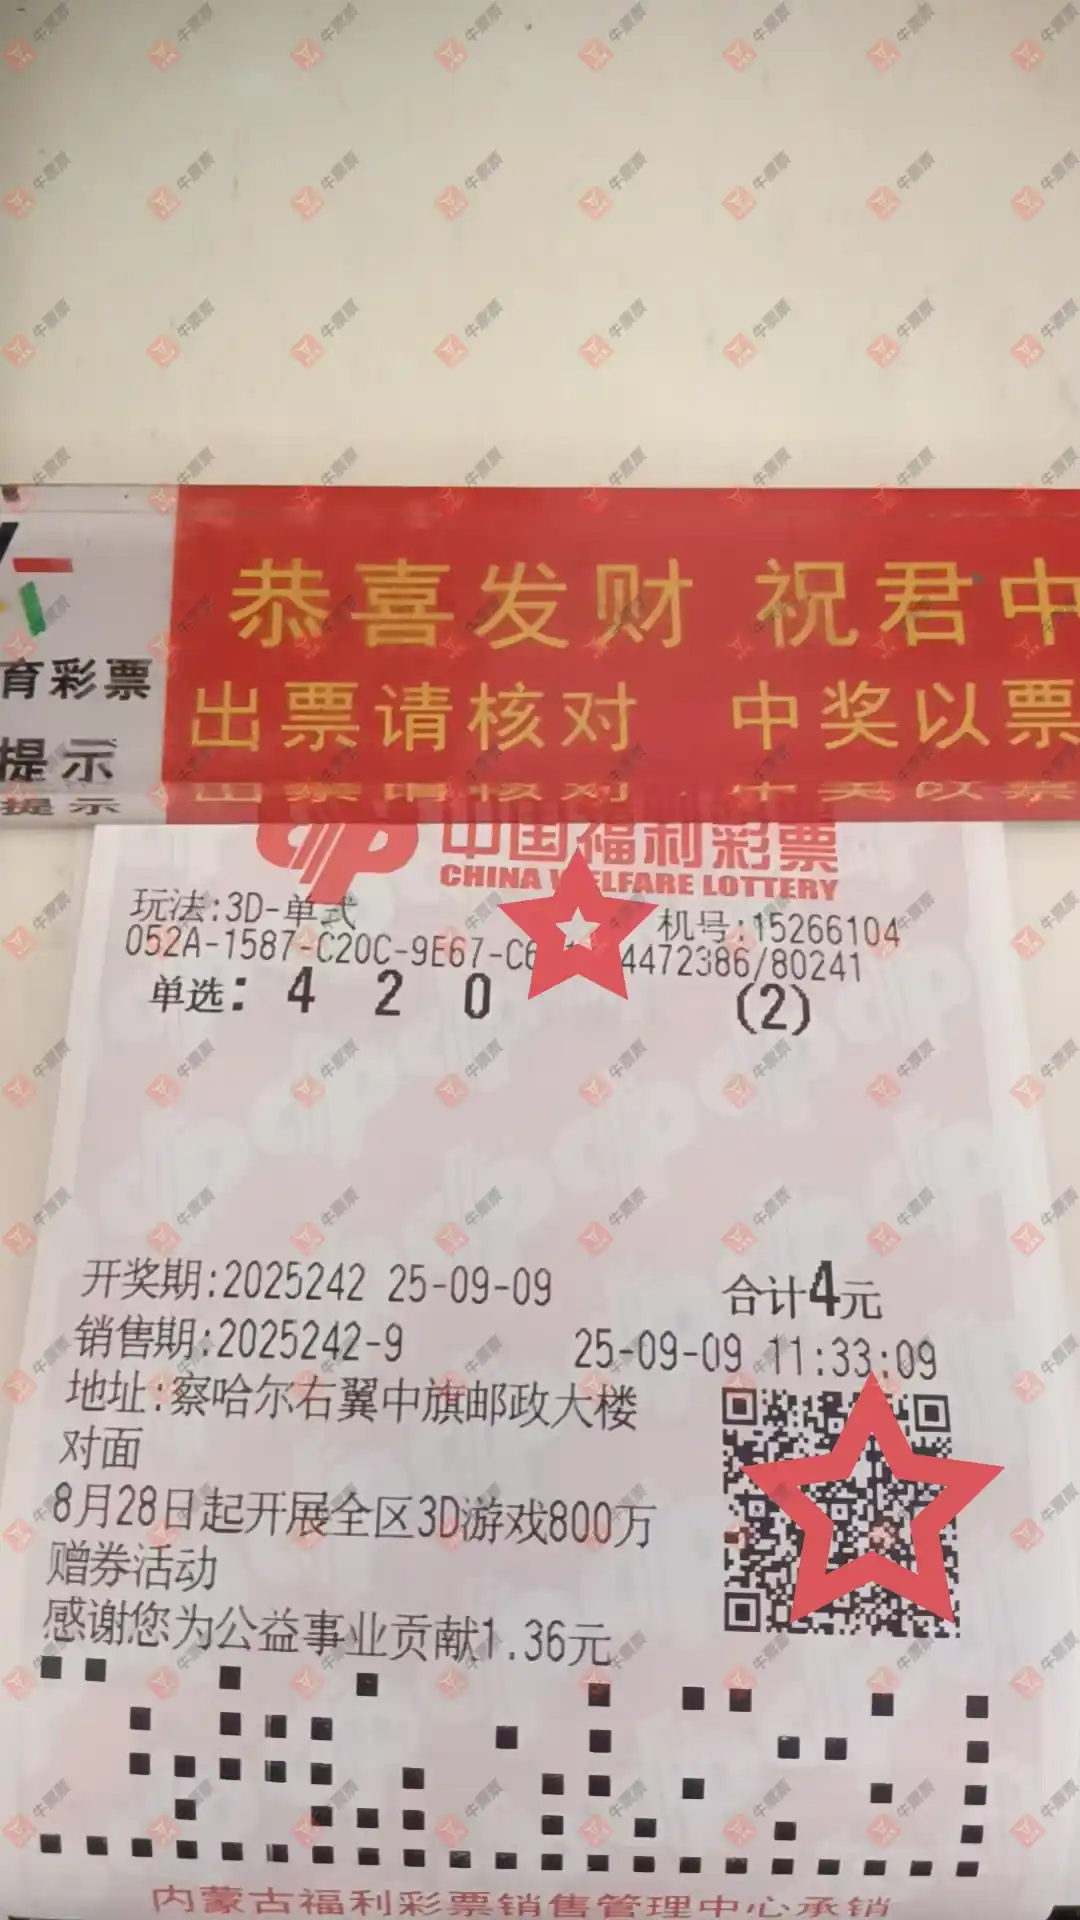 恭喜发财 祝君中
出票请核对 中奖以票
育彩票
提示
中国福利彩票
CHINA WELFARE LOTTERY
玩法:3D-单式
机号:15266104
052A-1587-C20C-9E67-C6
4472386/80241
单选: 4 2 0 (2)
开奖期:2025242 25-09-09 合计4元
销售期:2025242-9 25-09-09 11:33:09
地址:察哈尔右翼中旗邮政大楼
对面
8月28日起开展全区3D游戏800万
赠券活动
感谢您为公益事业贡献1.36元
内蒙古福利彩票销售管理中心承销
牛票票